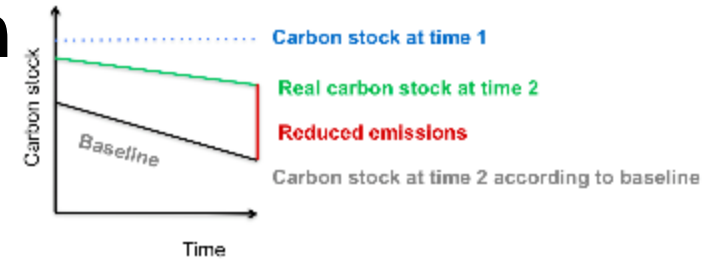 n
Carbon stock at time 1
Carbon stock
Real carbon stock at time 2
Reduced emissions
Baseline
Carbon stock at time 2 according to baseline
Time